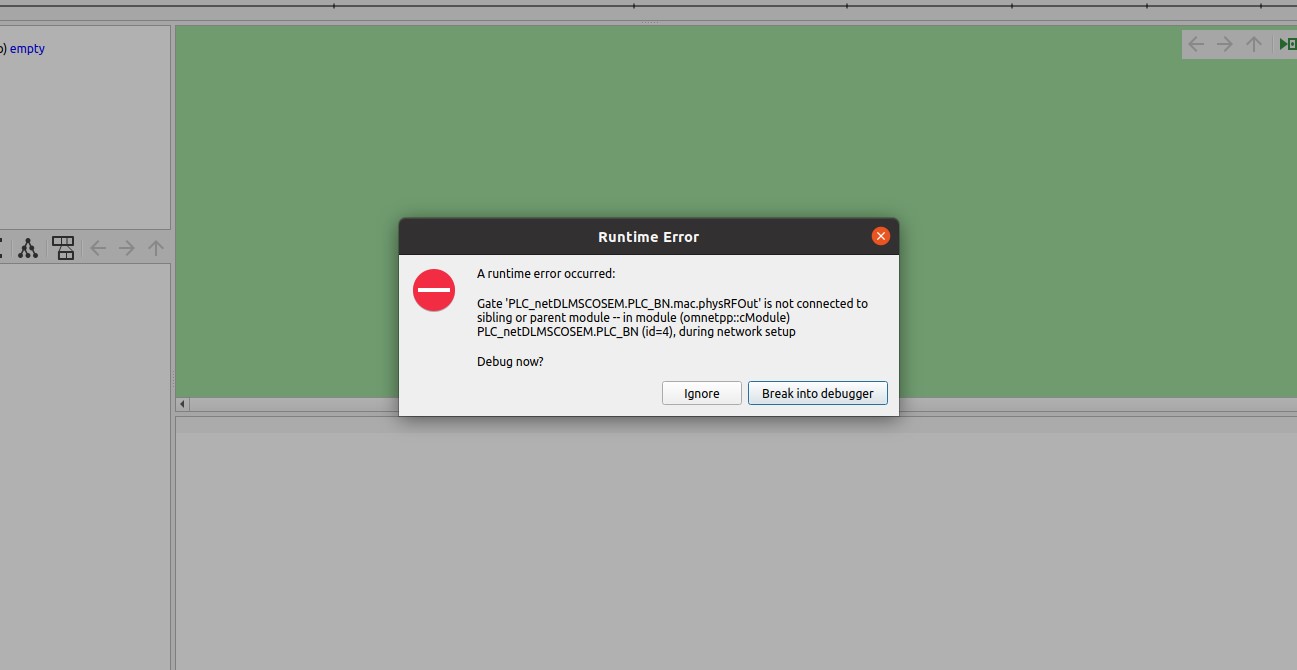 ) empty
Runtime Error
A runtime error occurred:
Gate 'PLC_netDLMSCOSEM.PLC_BN.mac.physRFOut' is not connected to
sibling or parent module -- in module (omnetpp::cModule)
PLC_netDLMSCOSEM.PLC_BN (id=4), during network setup
Debug now?
Ignore
Break into debugger